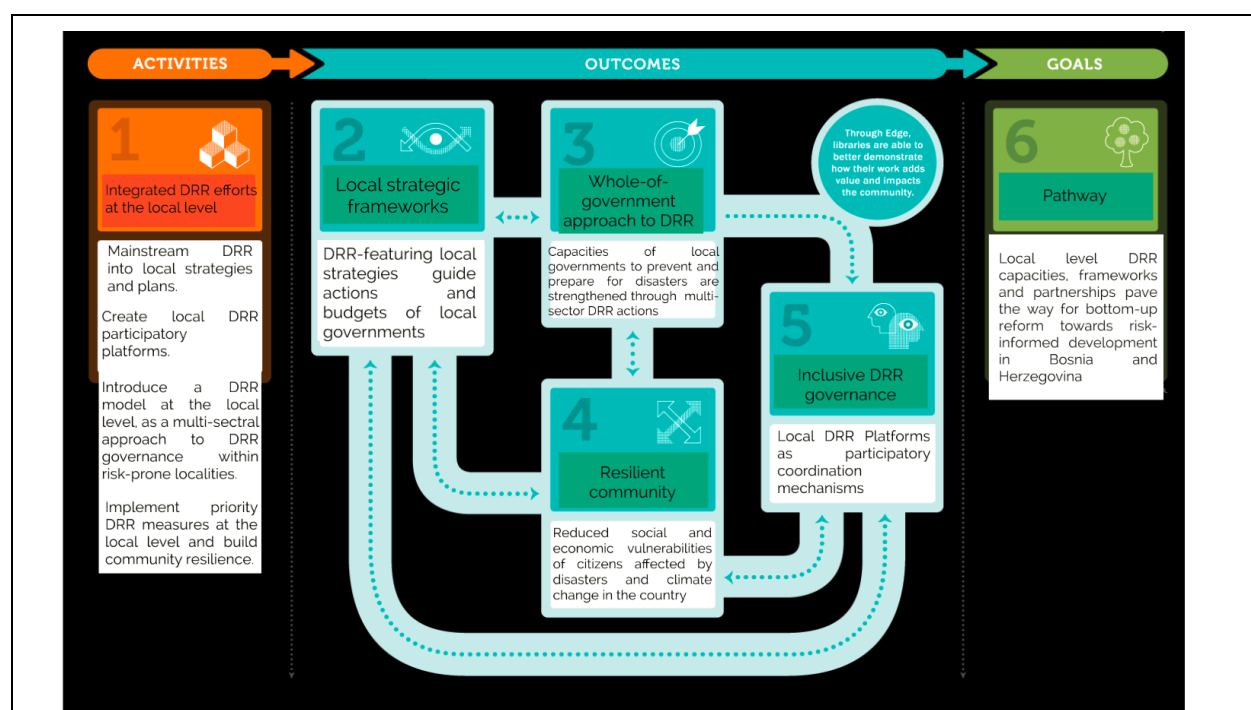 ACTIVITIES
OUTCOMES
GOALS
1
Integrated DRR efforts
at the local level
Mainstream DRR
into local strategies
and plans.
Create local DRR
participatory
platforms.
Introduce a DRR
model at the local
level, as a multi-sectral
approach to DRR
governance within
risk-prone localities.
Implement priority
DRR measures at the
local level and build
community resilience.
2
Local strategic
frameworks
DRR-featuring local
strategies guide
actions and
budgets of local
governments
3
Whole-of-
government
approach to DRR
Capacities of local
governments to prevent and
prepare for disasters are
strengthened through multi-
sector DRR actions
4
Resilient
community
Reduced social and
economic vulnerabilities
of citizens affected by
disasters and climate
change in the country
Through Edge,
libraries are able to
better demonstrate
how their work adds
value and impacts
the community.
5
Inclusive DRR
governance
Local DRR Platforms
as participatory
coordination
mechanisms
6
Pathway
Local level DRR
capacities, frameworks
and partnerships pave
the way for bottom-up
reform towards risk-
informed development
in Bosnia and
Herzegovina